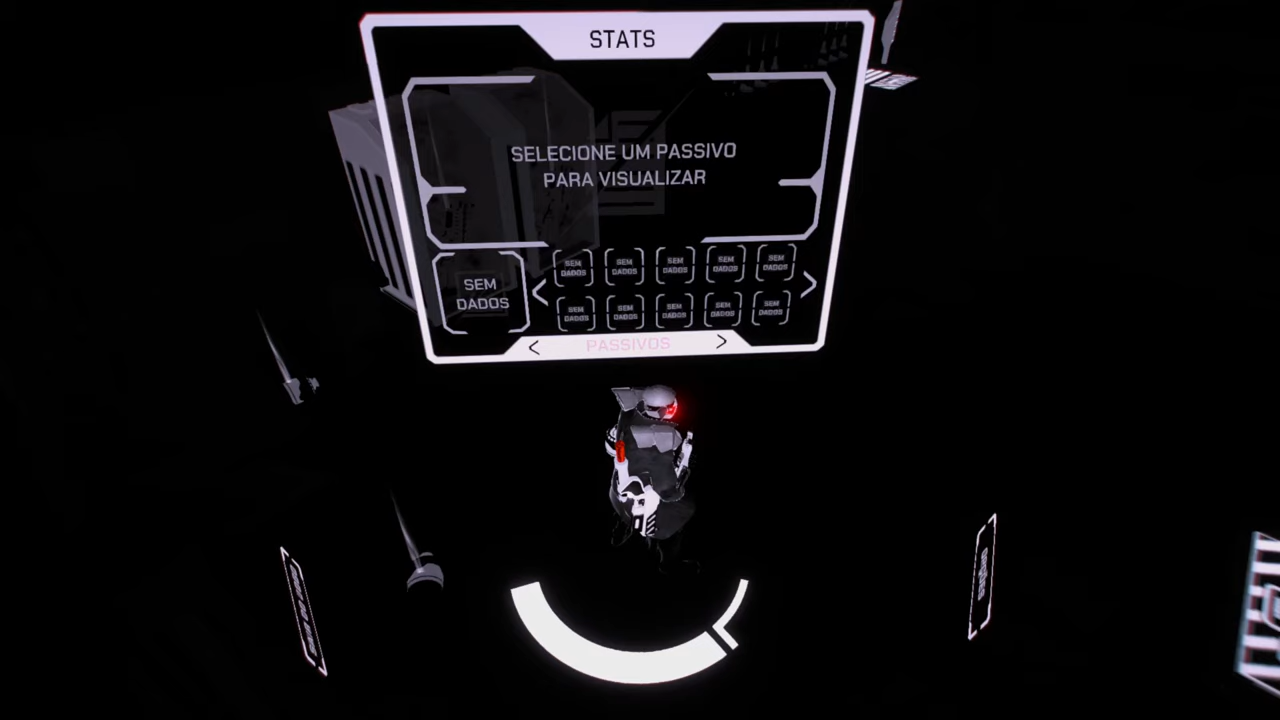 STATS
SELECIONE UM PASSIVO
PARA VISUALIZAR
SEM
DADOS
SEM
DADOS
SEM
DADOS
SEM
DADOS
SEM
DADOS
SEM
DADOS
SEM
DADOS
SEM
DADOS
SEM
DADOS
SEM
DADOS
SEM
DADOS
PASSIVOS